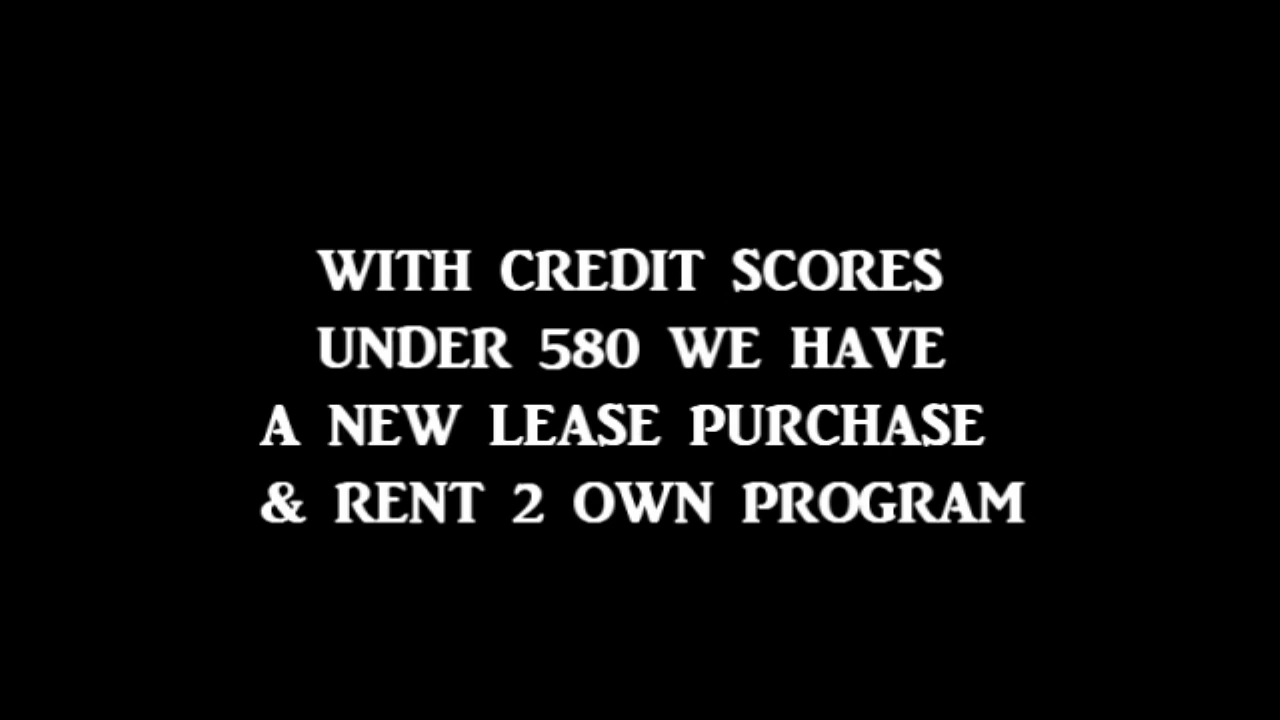 WITH CREDIT SCORES
UNDER 580 WE HAVE
A NEW LEASE PURCHASE
& RENT 2 OWN PROGRAM